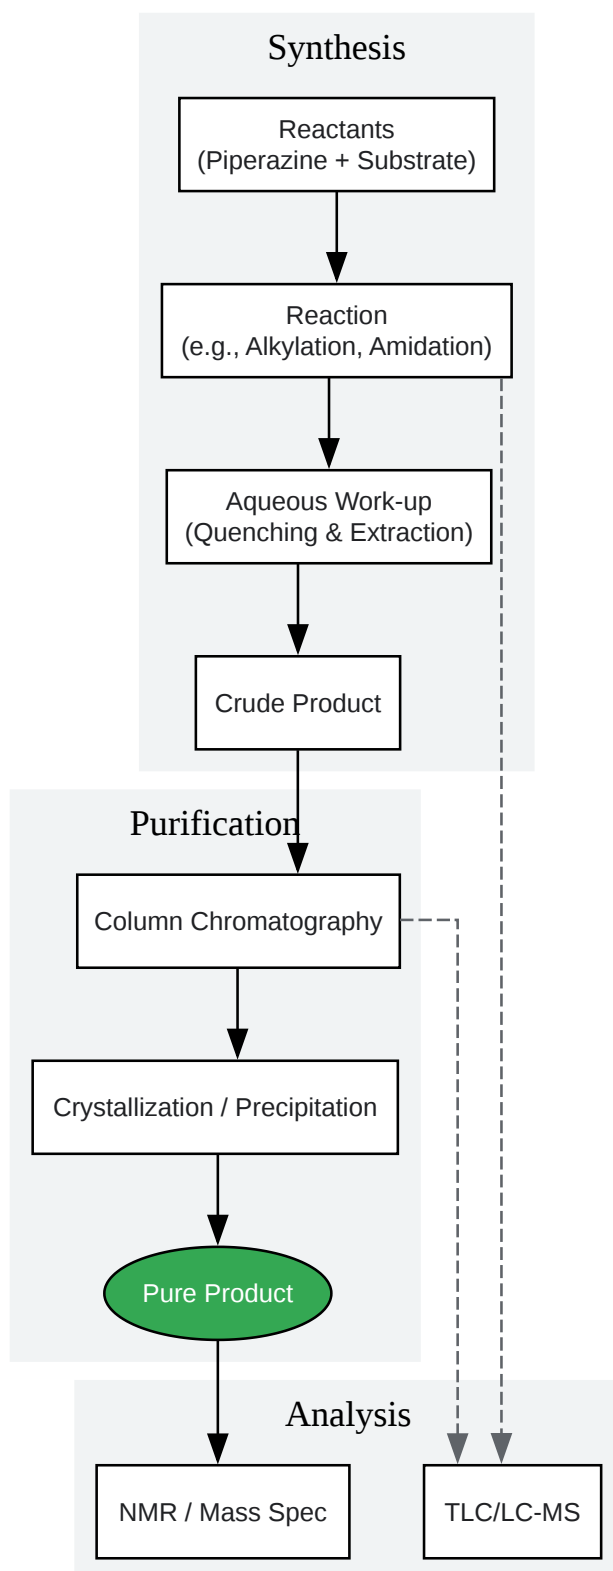 Synthesis
Reactants
(Piperazine + Substrate)
Reaction
(e.g., Alkylation, Amidation)
Aqueous Work-up
(Quenching & Extraction)
Crude Product
Purification
Column Chromatography
Crystallization / Precipitation
Pure Product
Analysis
NMR / Mass Spec
TLC/LC-MS